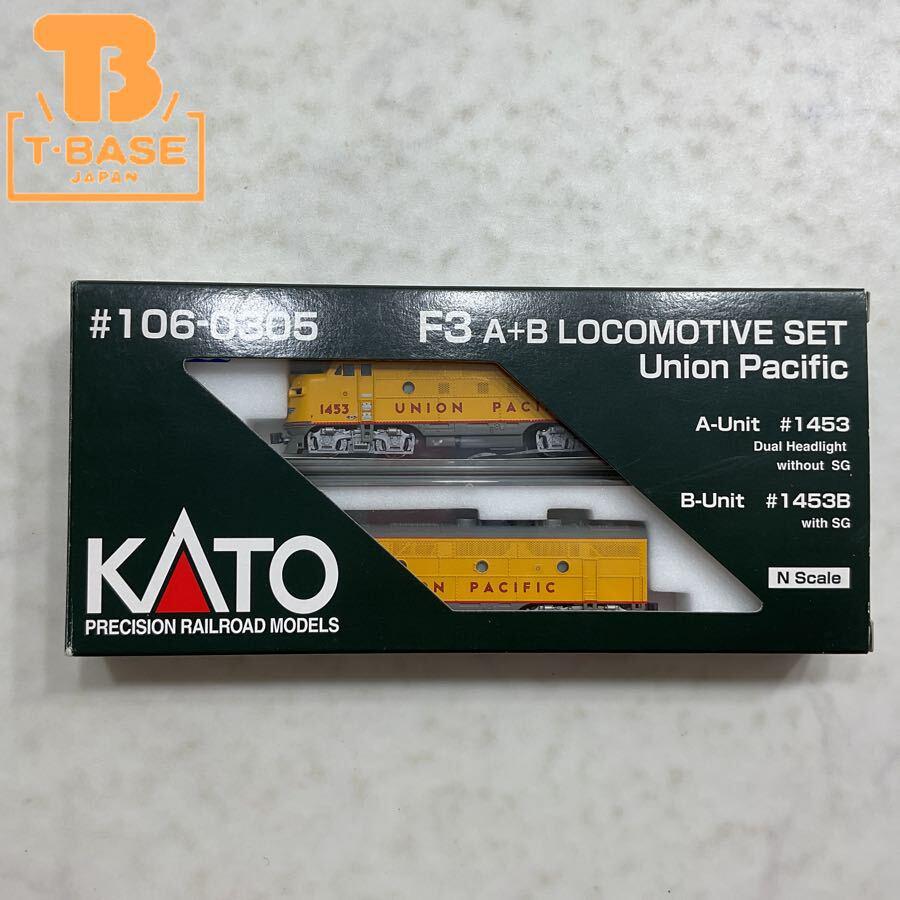 B
T-BASE
JAPAN
#106-0305
F3 A+B LOCOMOTIVE SET
Union Pacific
A-Unit #1453
Dual Headlight
without SG
B-Unit #1453B
with SG
N Scale
1453
UNION PACI
N PACIFIC
KATO
PRECISION RAILROAD MODELS